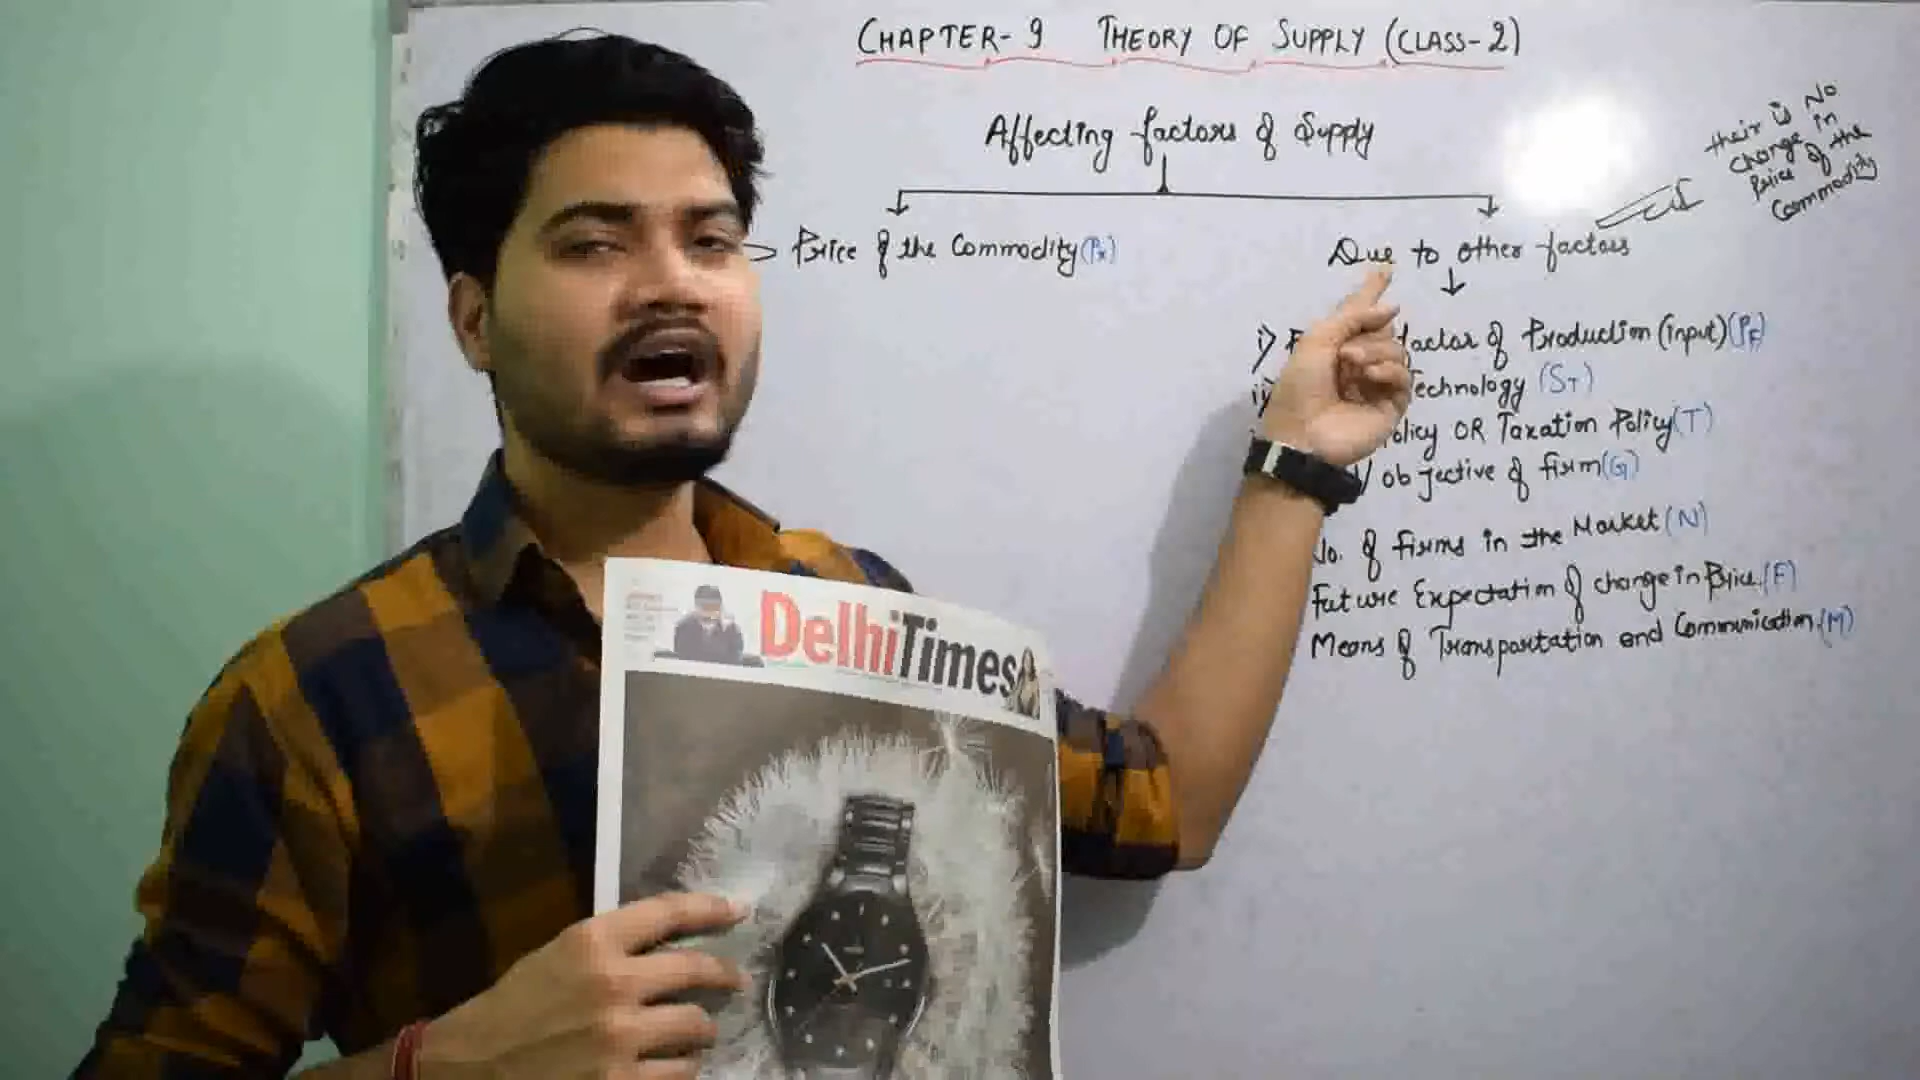 CHAPTER-9 THEORY OF SUPPLY (CLASS-2)
Affecting factors of Supply
their is No
change in
Price of the
Commodity
Price of the Commodity (Px)
Due to other factors
i) factor of Production (input) (PF)
ii) Technology (ST)
olicy OR Taxation Policy (T)
/ objective of firm (G)
No. of firms in the Market (N)
Future Expectation of change in Price. (F)
Means of Transportation and Communication. (M)
DelhiTimes